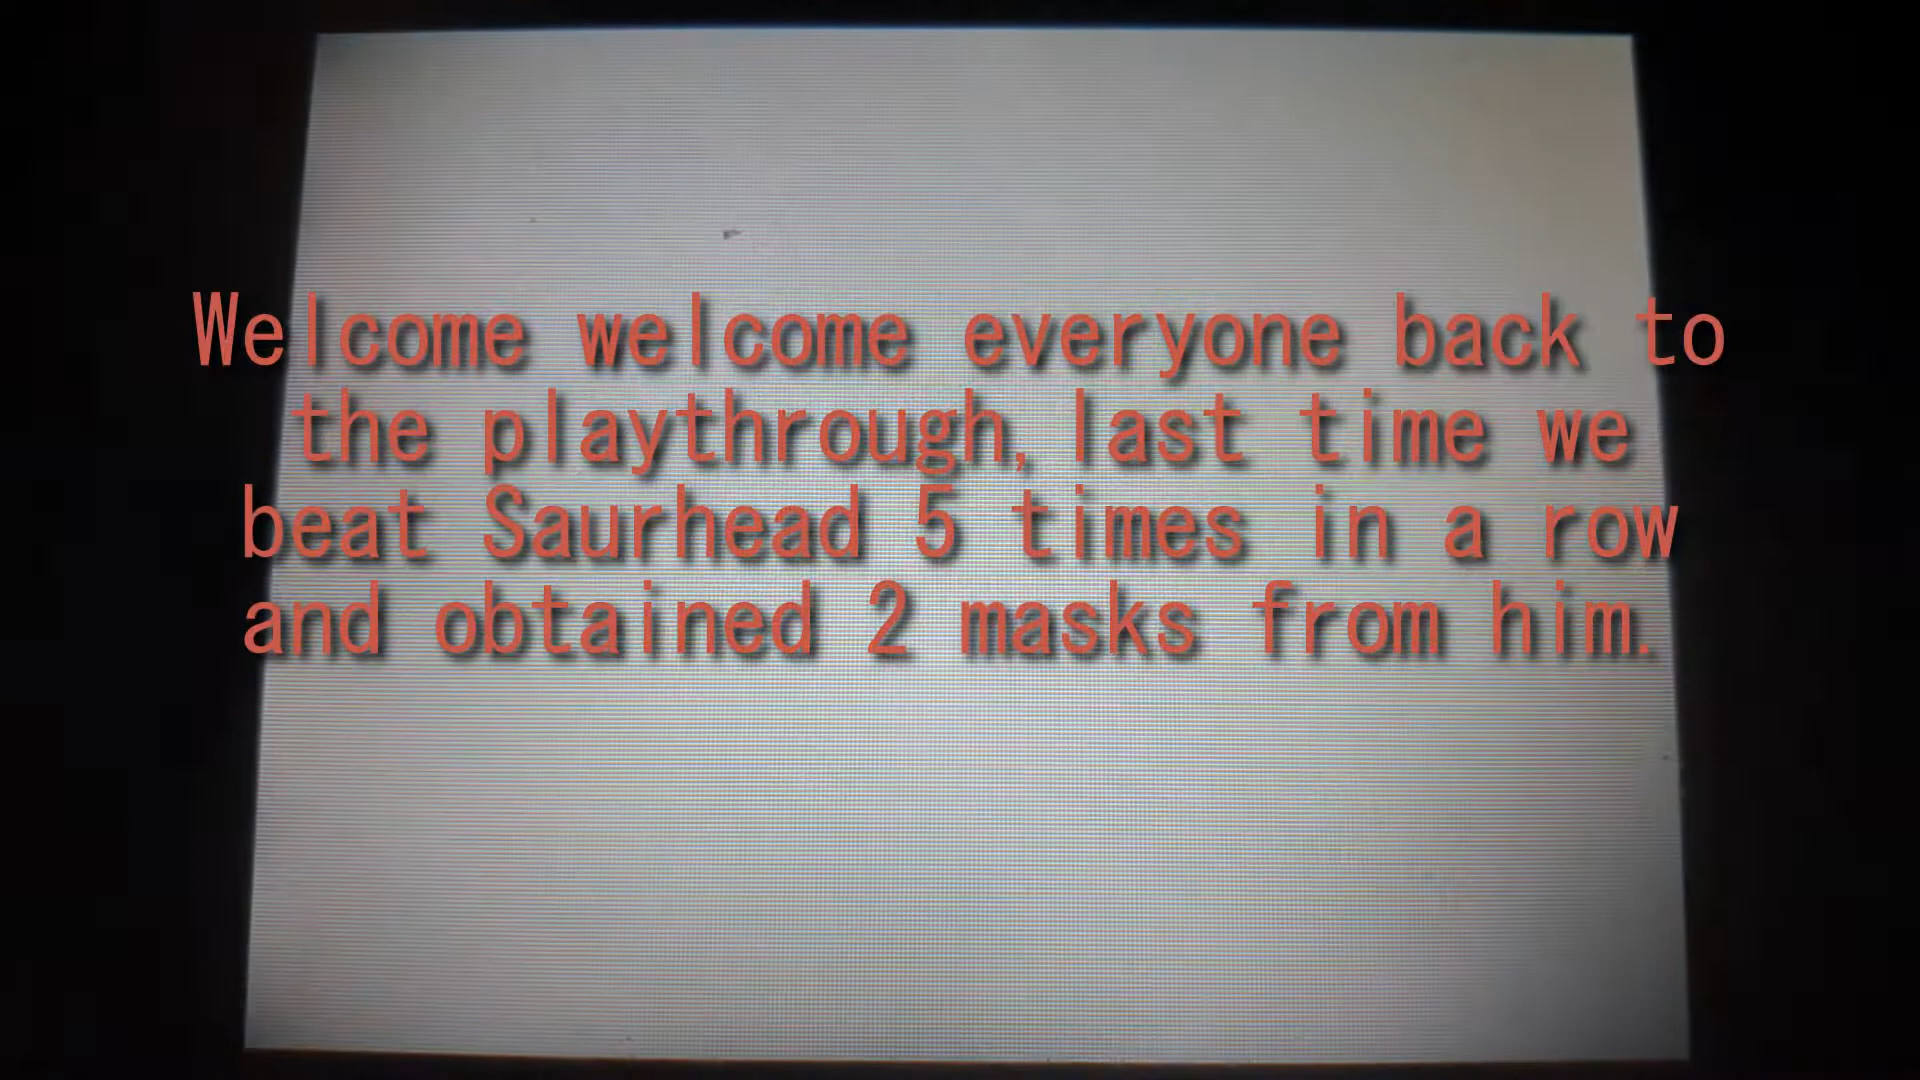 Welcome welcome everyone back to
the playthrough, last time we
beat Saurhead 5 times in a row
and obtained 2 masks from him.